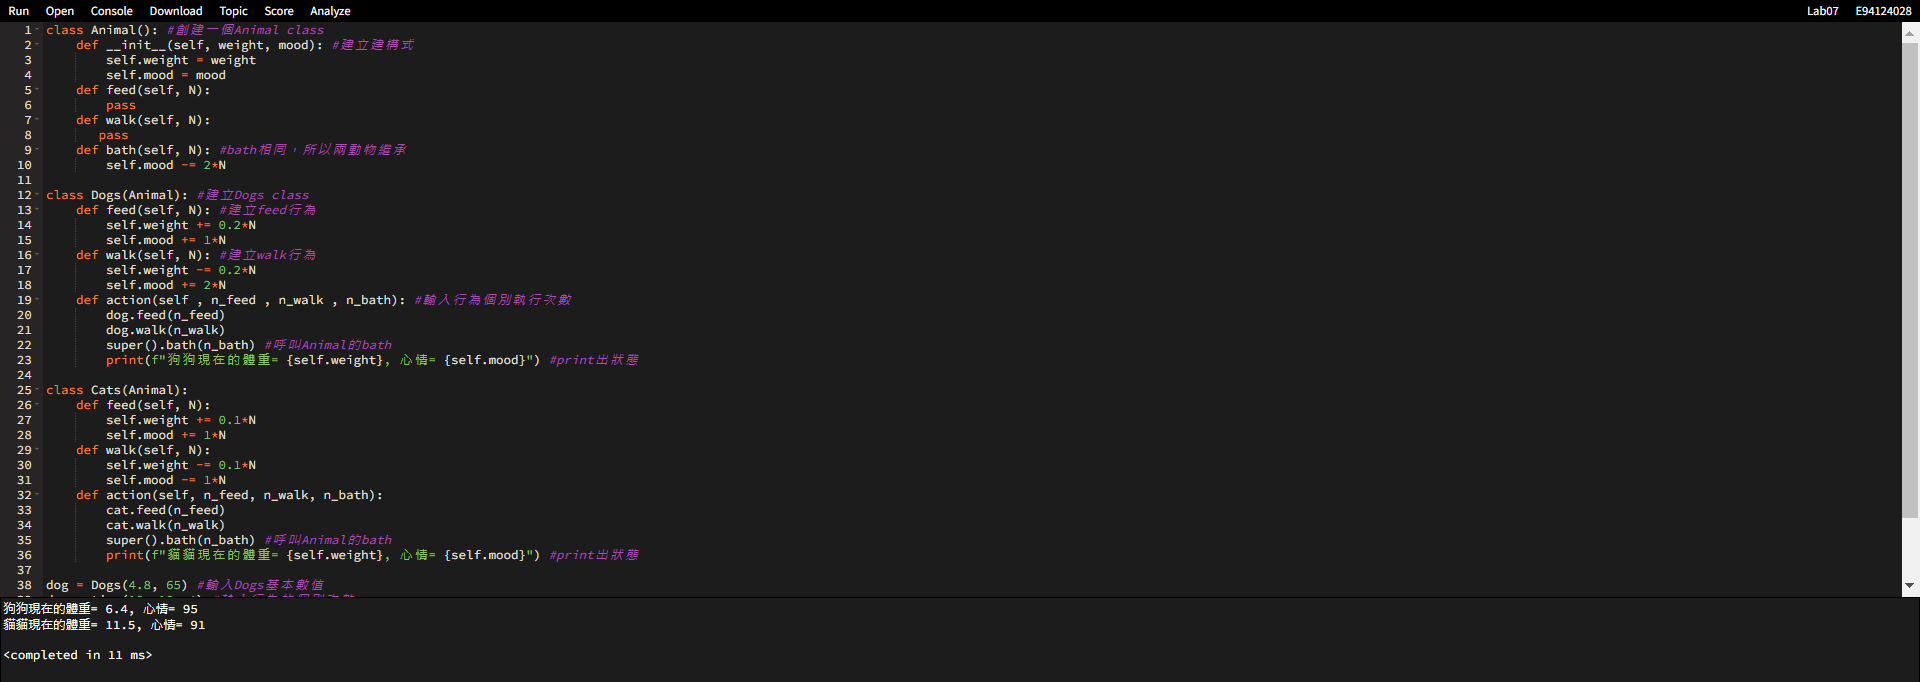 Run Open Console Download Topic Score Analyze Lab07 E94124028
1 class Animal(): #創建一個Animal class
2     def __init__(self, weight, mood): #建立建構式
3         self.weight = weight
4         self.mood = mood
5     def feed(self, N):
6         pass
7     def walk(self, N):
8        pass
9     def bath(self, N): #bath相同，所以兩動物繼承
10         self.mood -= 2*N
11
12 class Dogs(Animal): #建立Dogs class
13     def feed(self, N): #建立feed行為
14         self.weight += 0.2*N
15         self.mood += 1*N
16     def walk(self, N): #建立walk行為
17         self.weight -= 0.2*N
18         self.mood += 2*N
19     def action(self , n_feed , n_walk , n_bath): #輸入行為個別執行次數
20         dog.feed(n_feed)
21         dog.walk(n_walk)
22         super().bath(n_bath) #呼叫Animal的bath
23         print(f"狗狗現在的體重= {self.weight}, 心情= {self.mood}") #print出狀態
24
25 class Cats(Animal):
26     def feed(self, N):
27         self.weight += 0.1*N
28         self.mood += 1*N
29     def walk(self, N):
30         self.weight -= 0.1*N
31         self.mood -= 1*N
32     def action(self, n_feed, n_walk, n_bath):
33         cat.feed(n_feed)
34         cat.walk(n_walk)
35         super().bath(n_bath) #呼叫Animal的bath
36         print(f"貓貓現在的體重= {self.weight}, 心情= {self.mood}") #print出狀態
37
38 dog = Dogs(4.8, 65) #輸入Dogs基本數值
狗狗現在的體重= 6.4, 心情= 95
貓貓現在的體重= 11.5, 心情= 91
<completed in 11 ms>